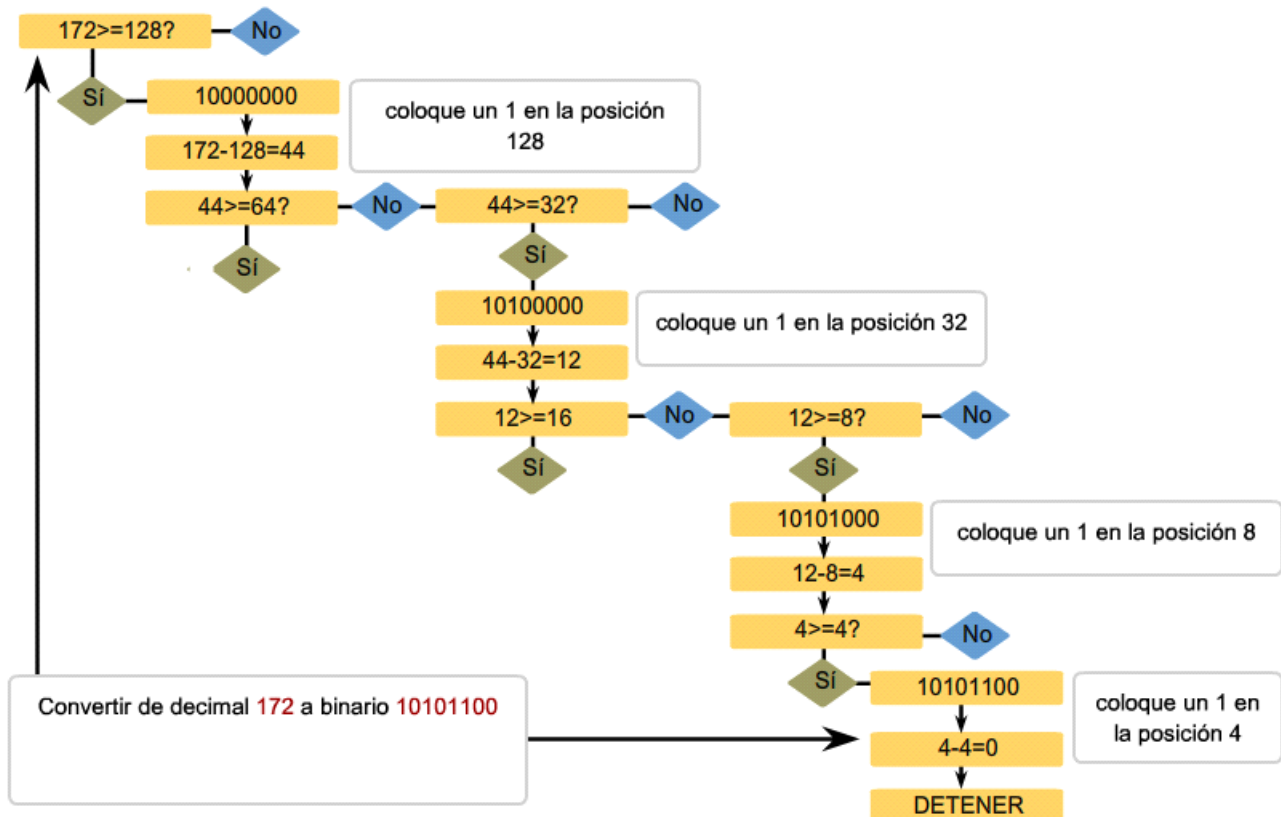 172>=128?
No
Sí
10000000
coloque un 1 en la posición
128
172-128=44
44>=64?
No
44>=32?
No
Sí
Sí
10100000
coloque un 1 en la posición 32
44-32=12
12>=16
No
12>=8?
No
Sí
Sí
10101000
coloque un 1 en la posición 8
12-8=4
4>=4?
No
Sí
10101100
coloque un 1 en
la posición 4
Convertir de decimal 172 a binario 10101100
4-4=0
DETENER